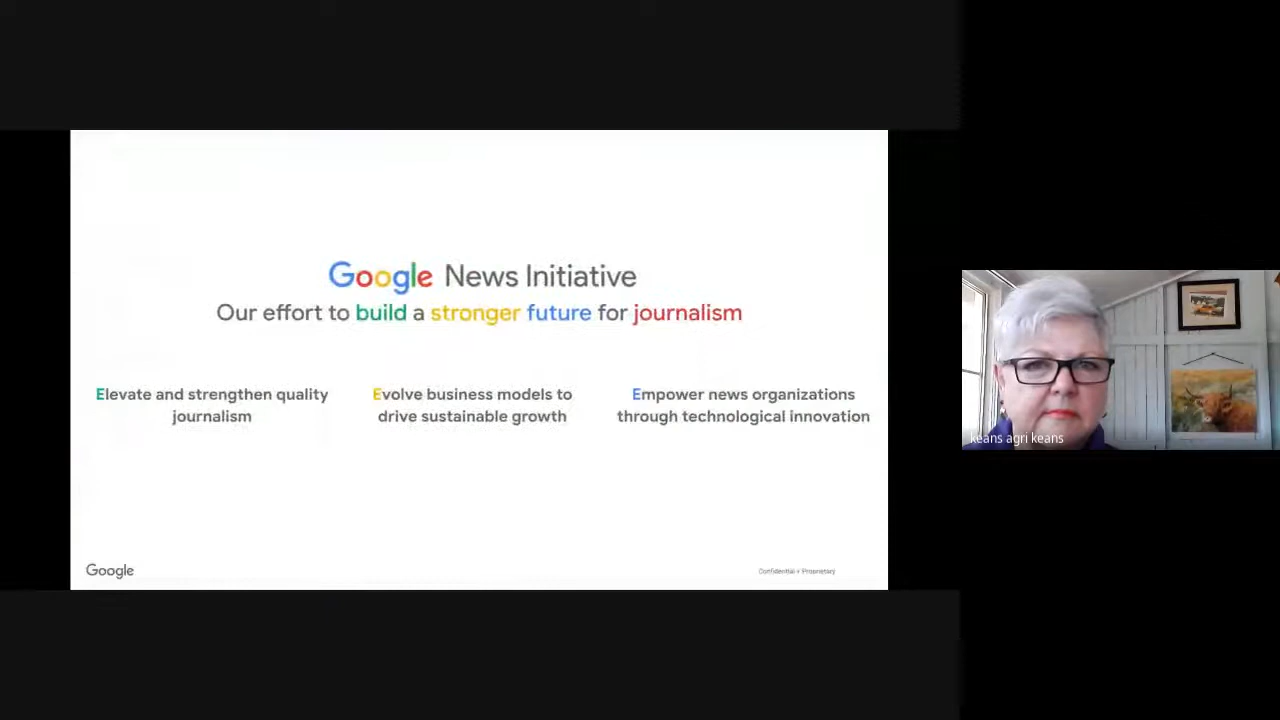 Google News Initiative
Our effort to build a stronger future for journalism
Elevate and strengthen quality
journalism
Evolve business models to
drive sustainable growth
Empower news organizations
through technological innovation
Google
Confidential + Proprietary
keans agri keans